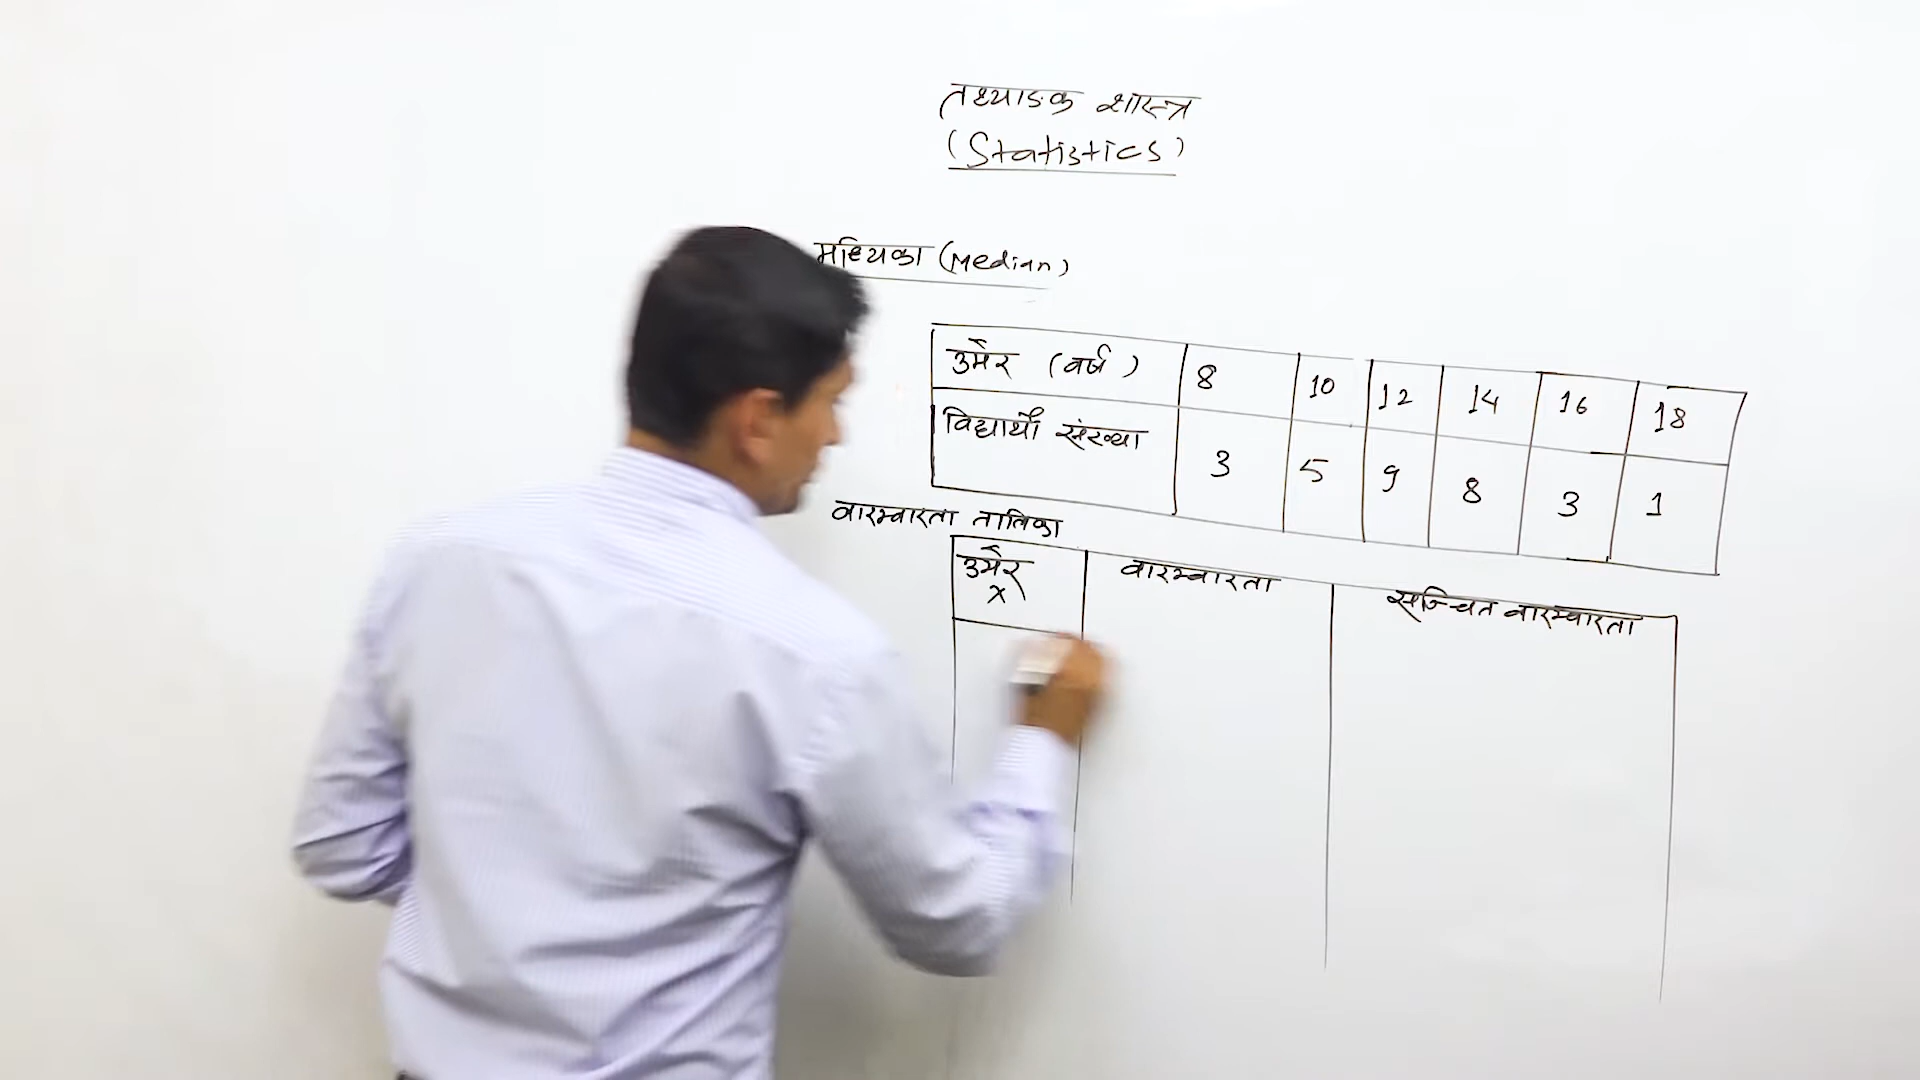 तथ्याङ्क शास्त्र
(Statistics)
मध्यिका (Median)
उमेर (वर्ष) 8 10 12 14 16 18
विद्यार्थी संख्या 3 5 9 8 3 1
वारम्वारता तालिका
उमेर वारम्वारता सञ्चित वारम्वारता
x